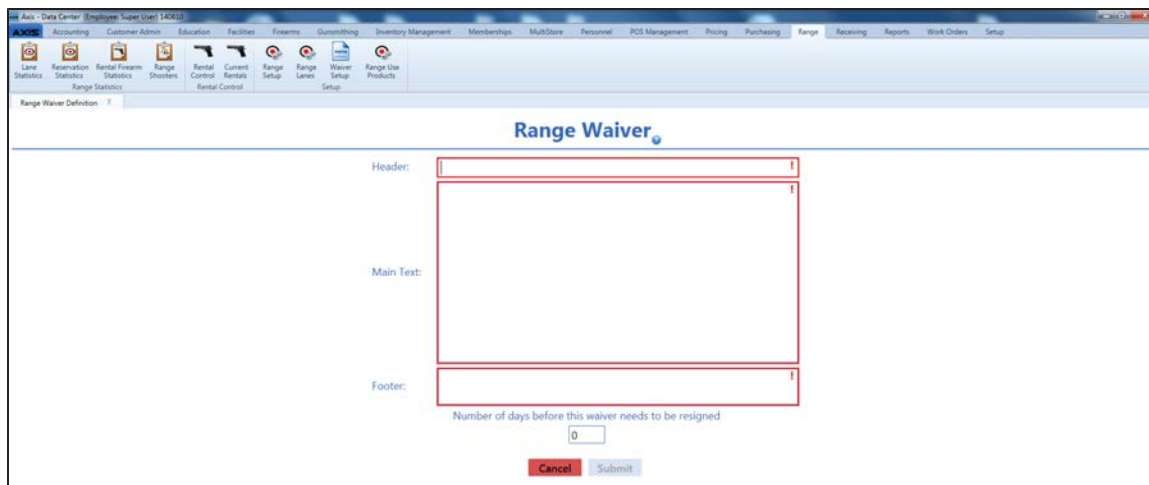 Axis - Data Center (Employee: Super User) 140610
AXIS Accounting Customer Admin Education Facilities Firearms Gunsmithing Inventory Management Memberships MultiStore Personnel POS Management Pricing Purchasing Range Receiving Reports Work Orders Setup
Lane Statistics
Reservation Statistics
Rental Firearm Statistics
Range Shooters
Rental Control
Current Rentals
Range Setup
Range Lanes
Waiver Setup
Range Use Products
Range Statistics Rental Control Setup
Range Waiver Definition X
Range Waiver
Header: !
!
Main Text:
!
Footer:
Number of days before this waiver needs to be resigned
0
Cancel Submit